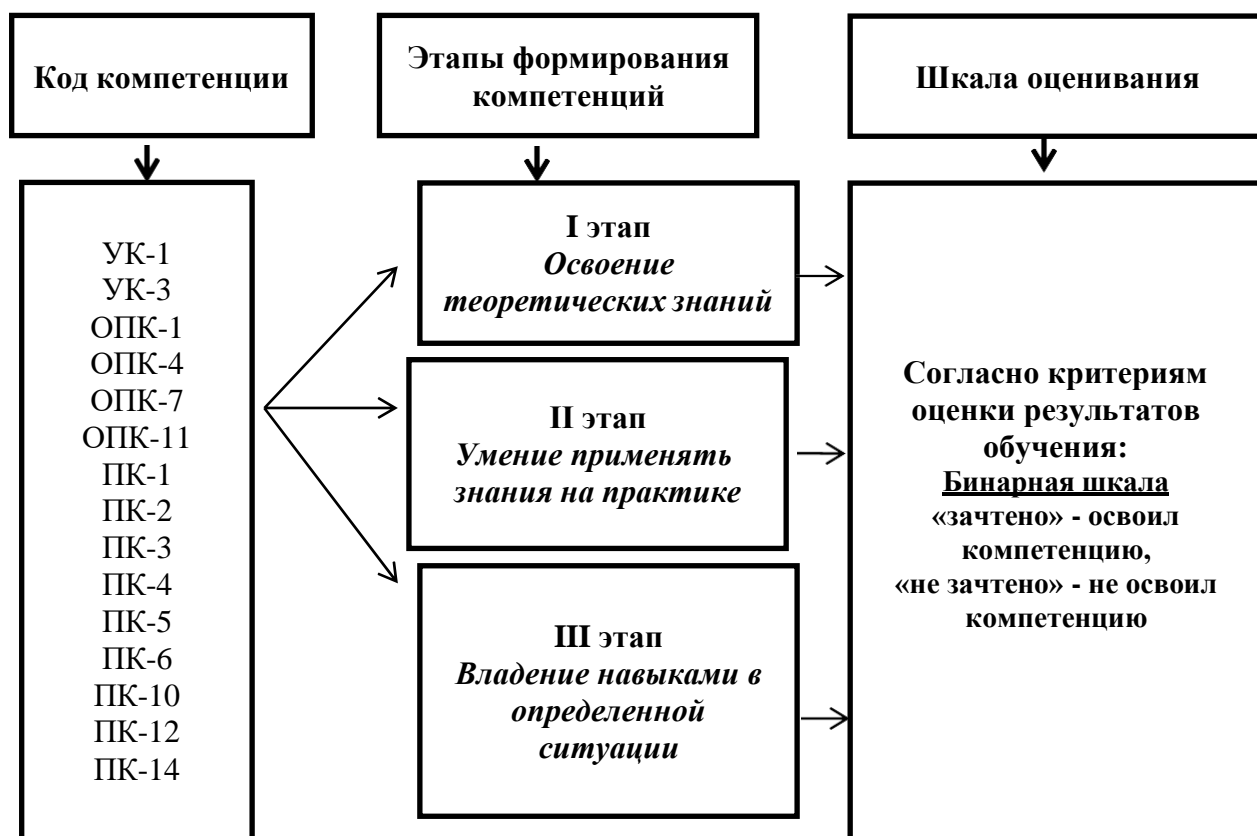 Код компетенции
Этапы формирования
компетенций
Шкала оценивания
УК-1
УК-3
ОПК-1
ОПК-4
ОПК-7
ОПК-11
ПК-1
ПК-2
ПК-3
ПК-4
ПК-5
ПК-6
ПК-10
ПК-12
ПК-14
I этап
Освоение
теоретических знаний
II этап
Умение применять
знания на практике
III этап
Владение навыками в
определенной
ситуации
Согласно критериям
оценки результатов
обучения:
Бинарная шкала
«зачтено» - освоил
компетенцию,
«не зачтено» - не освоил
компетенцию